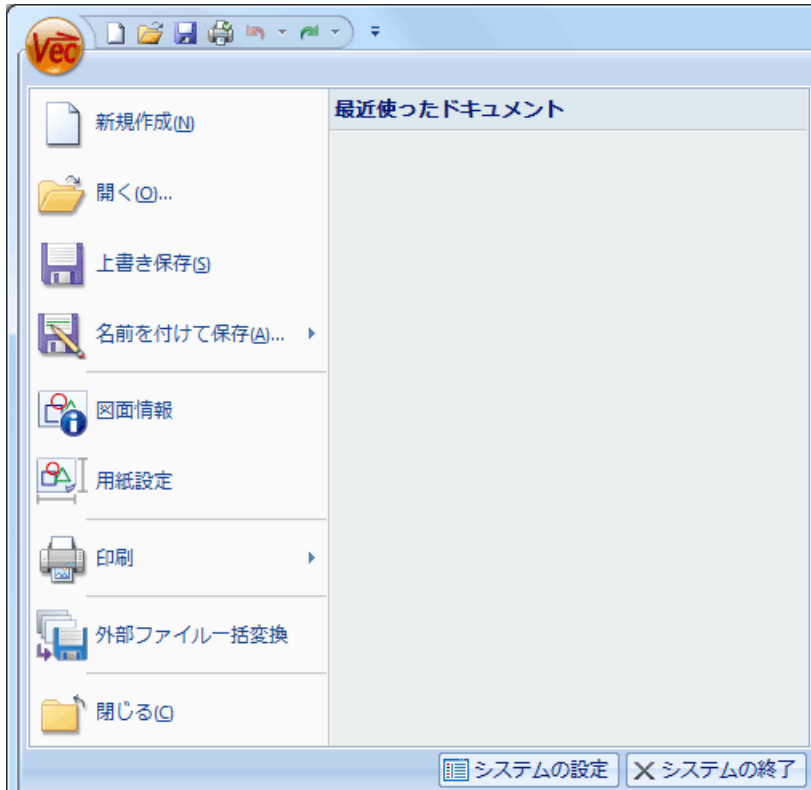 Vec
新規作成(N)
最近使ったドキュメント
開く(O)...
上書き保存(S)
名前を付けて保存(A)...
図面情報
用紙設定
印刷
外部ファイル一括変換
閉じる(C)
システムの設定
システムの終了